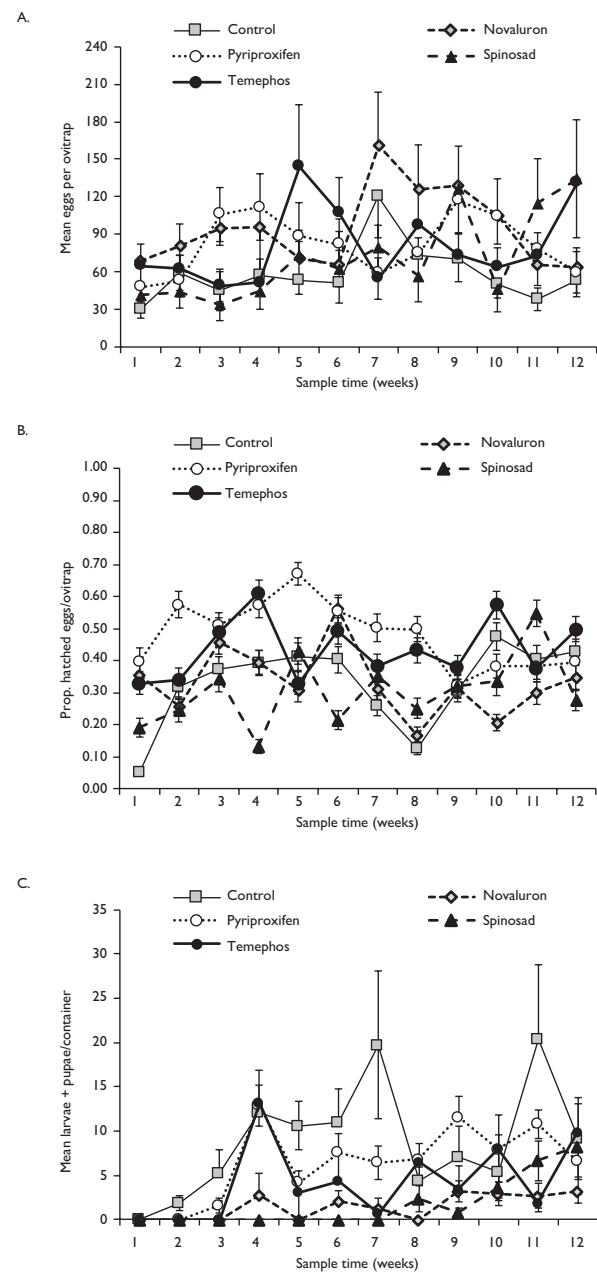 A.
Control Novaluron
Pyriproxifen Spinosad
Temephos
240
210
180
150
120
90
60
30
0
Mean eggs per ovitrap
1 2 3 4 5 6 7 8 9 10 11 12
Sample time (weeks)
B.
Control Novaluron
Pyriproxifen Spinosad
Temephos
1.00
0.90
0.80
0.70
0.60
0.50
0.40
0.30
0.20
0.10
0.00
Prop. hatched eggs/ovitrap
1 2 3 4 5 6 7 8 9 10 11 12
Sample time (weeks)
C.
Control Novaluron
Pyriproxifen Spinosad
Temephos
35
30
25
20
15
10
5
0
Mean larvae + pupae/container
1 2 3 4 5 6 7 8 9 10 11 12
Sample time (weeks)